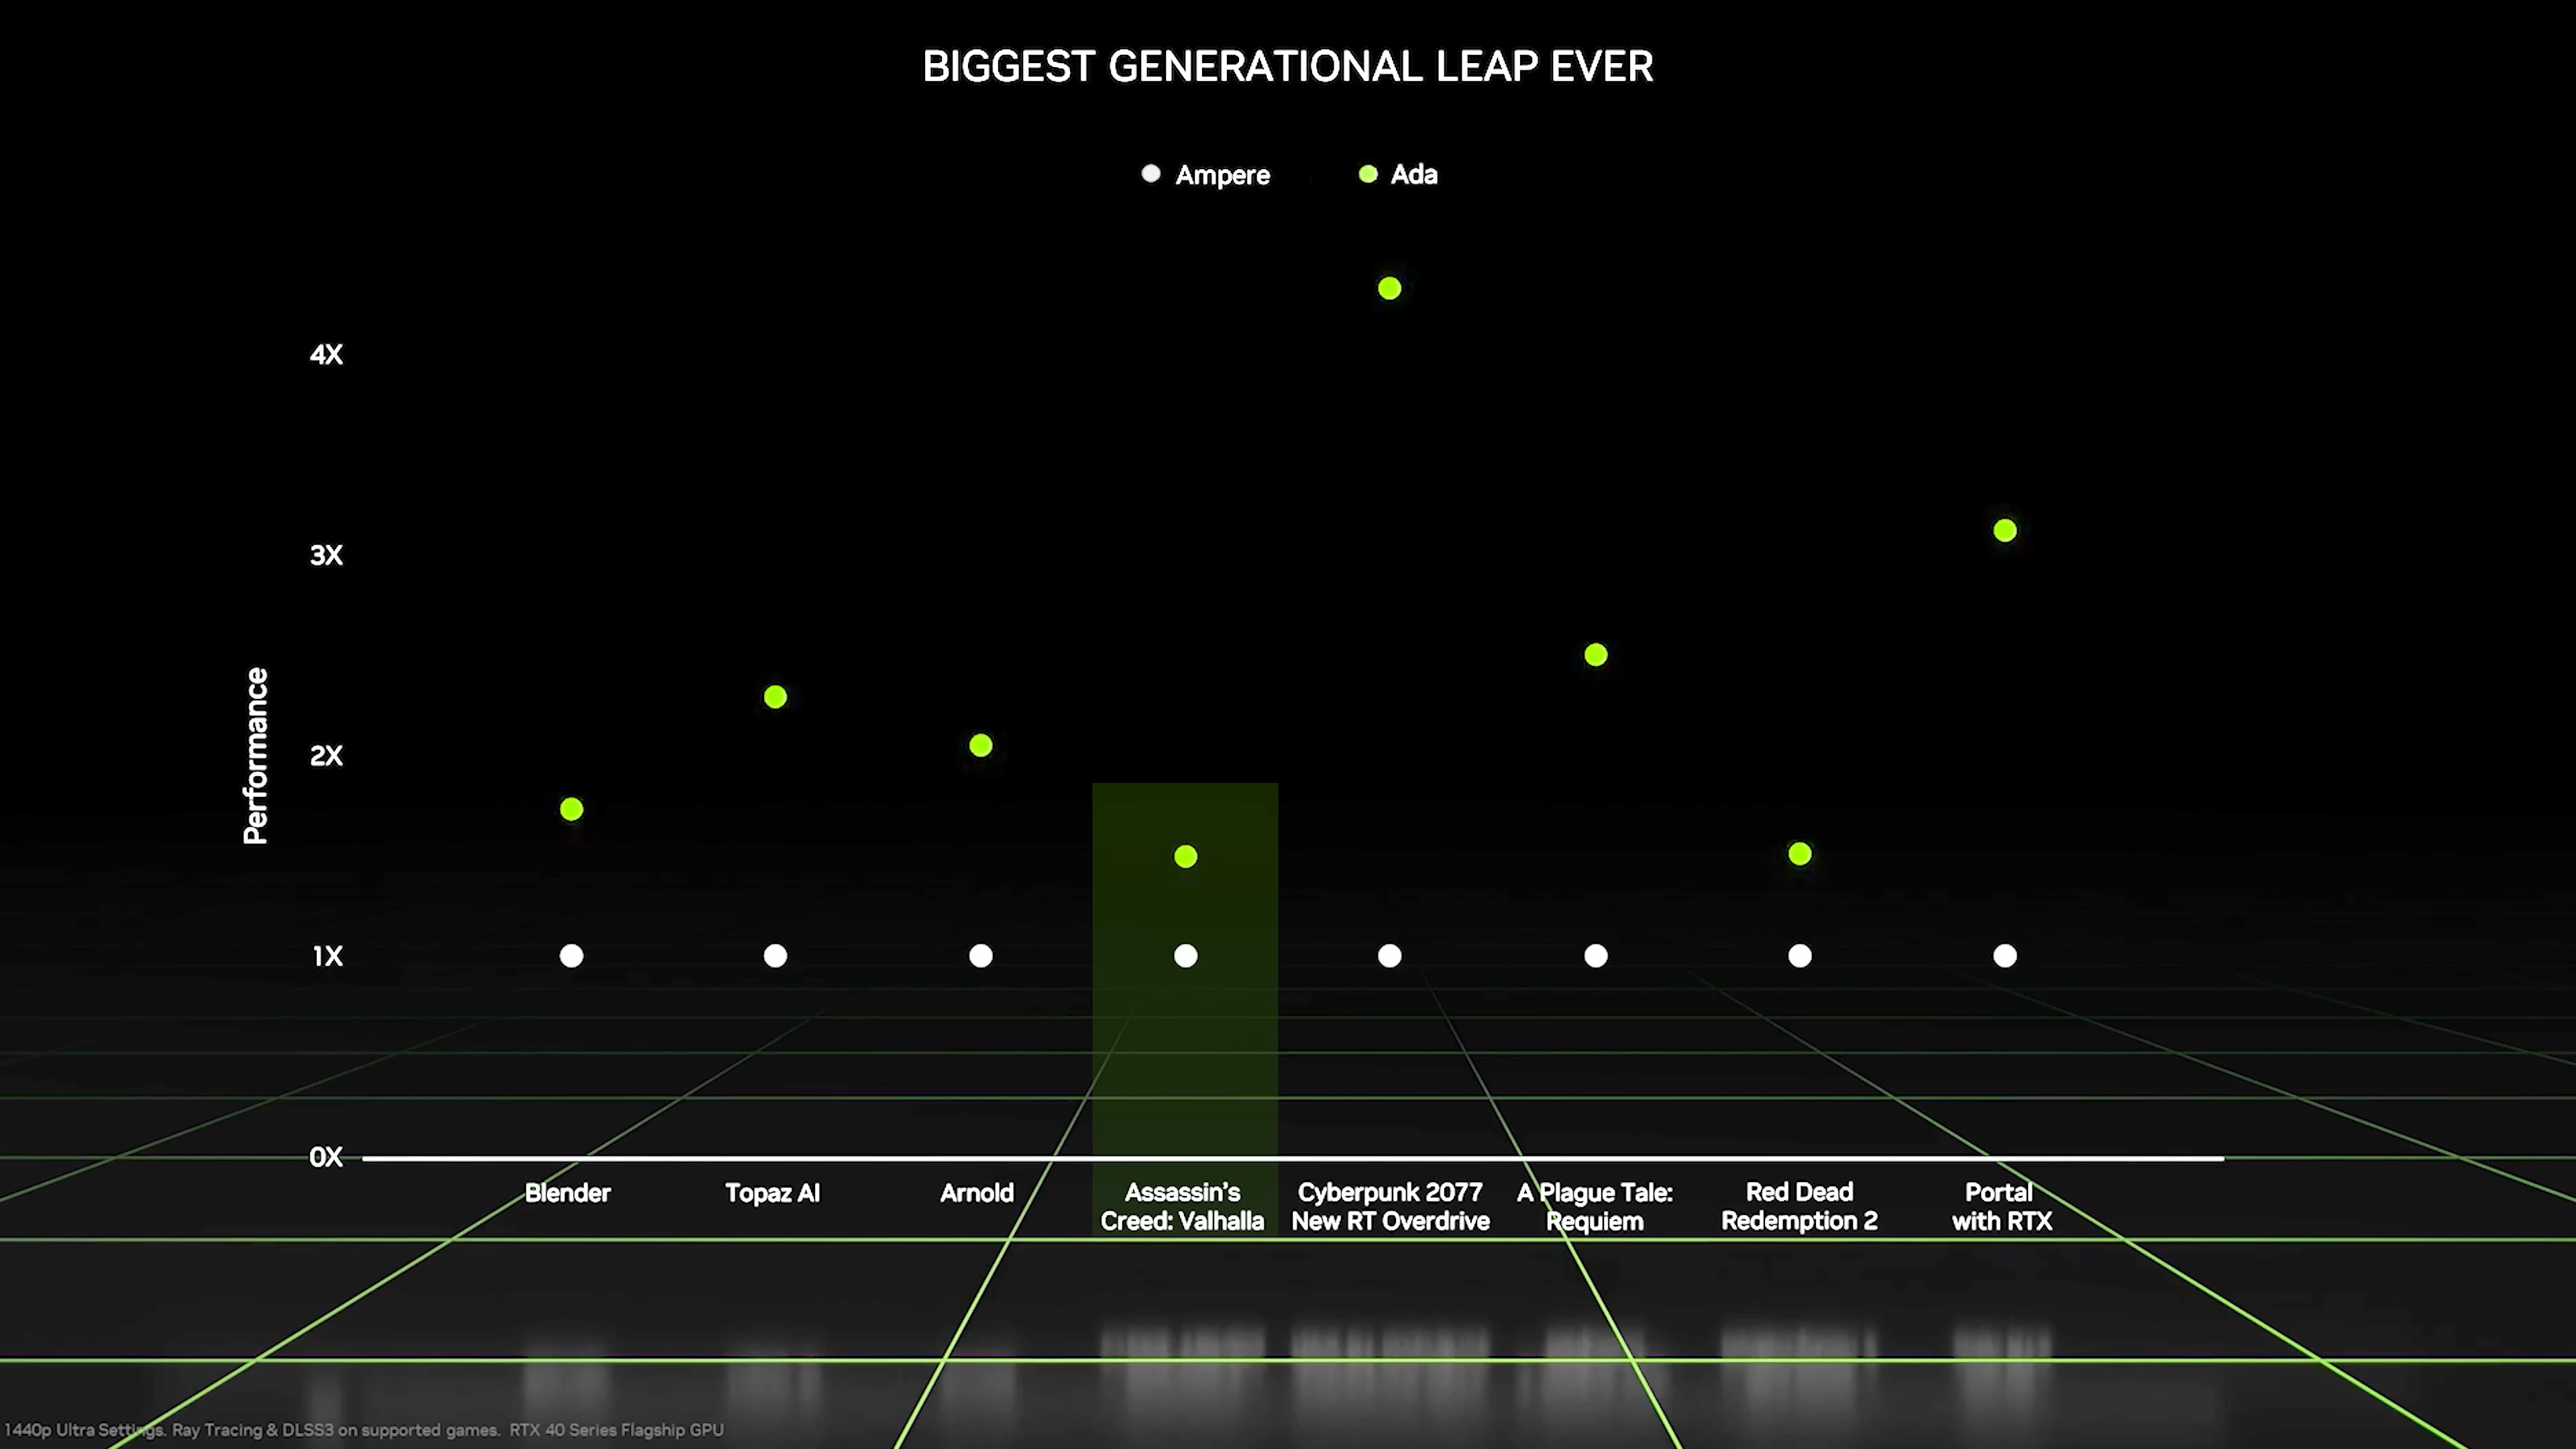 BIGGEST GENERATIONAL LEAP EVER
Ampere
Ada
4X
3X
2X
1X
0X
Performance
Blender
Topaz AI
Arnold
Assassin's
Creed: Valhalla
Cyberpunk 2077
New RT Overdrive
A Plague Tale:
Requiem
Red Dead
Redemption 2
Portal
with RTX
1440p Ultra Settings. Ray Tracing & DLSS3 on supported games. RTX 40 Series Flagship GPU